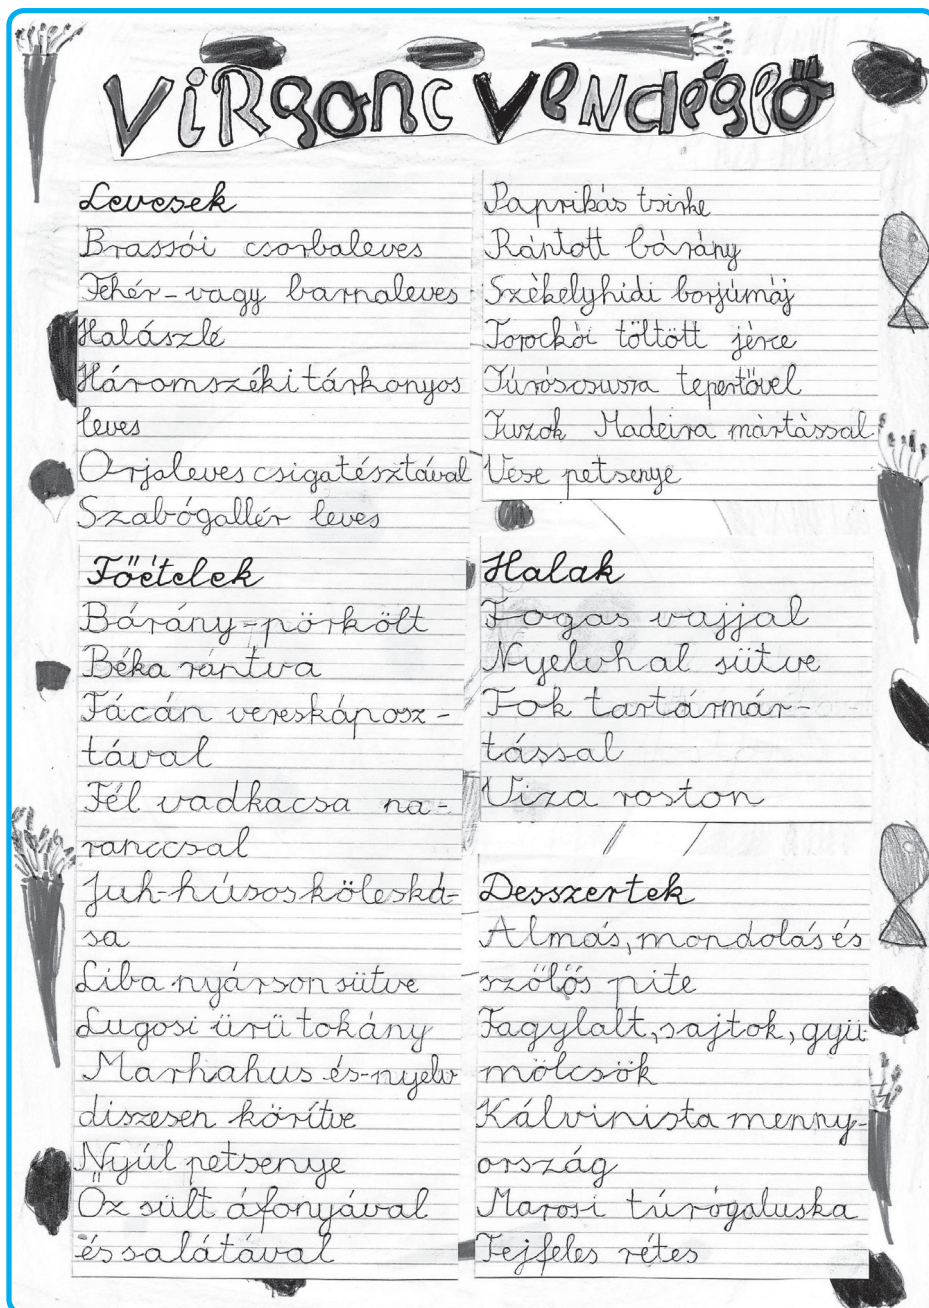 Virgonc Vendéglő
Levesek
Brassói csorbaleves
Fehér-vagy barnaleves
Halászlé
Háromszéki tárkonyos
leves
Orjaleves csigatésztával
Szabógallér leves
Főételek
Bárány-pörkölt
Béka rántva
Fácán vereskáposz-
tával
Fél vadkacsa na-
ranccsal
Juh-húsos köleská-
sa
Liba nyárson sütve
Lugosi ürü tokány
Marhahus és-nyelv
diszesen körítve
Nyúl petsenye
Őz sült áfonyával
és salátával
Paprikás tsirke
Rántott bárány
Székelyhidi borjúmáj
Torockói töltött jérce
Túróscsusza tepertővel
Tuzok Madeira mártással
Vese petsenye
Halak
Fogas vajjal
Nyelvhal sütve
Tok tartármár-
tással
Viza roston
Desszertek
Almás, mondolás és
szőlős pite
Fagylalt, sajtok, gyü-
mölcsök
Kálvinista menny-
ország
Marosi túrógaluska
Tejfeles rétes